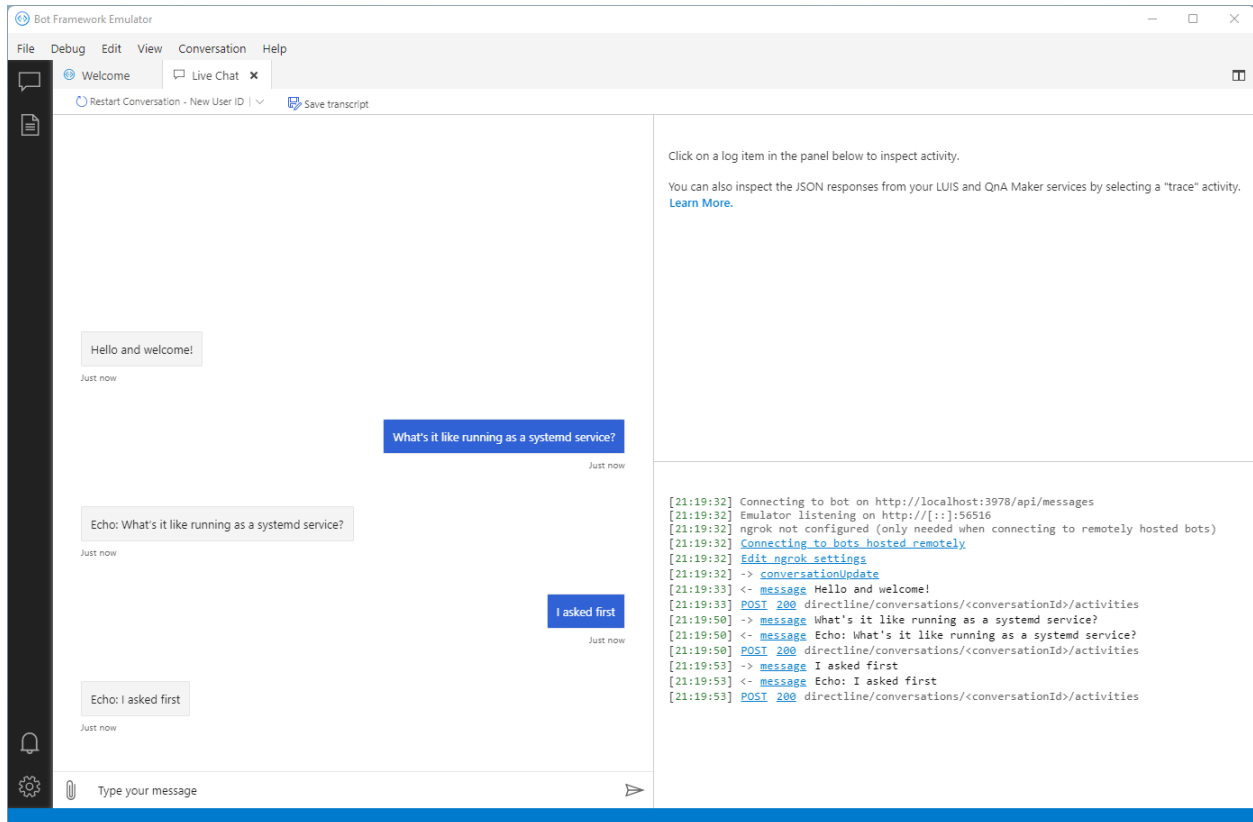 Bot Framework Emulator
File Debug Edit View Conversation Help
Welcome
Live Chat
Restart Conversation - New User ID
Save transcript
Hello and welcome!
Just now
What's it like running as a systemd service?
Just now
Echo: What's it like running as a systemd service?
Just now
I asked first
Just now
Echo: I asked first
Just now
Type your message
Click on a log item in the panel below to inspect activity.
You can also inspect the JSON responses from your LUIS and QnA Maker services by selecting a "trace" activity.
Learn More.
[21:19:32] Connecting to bot on http://localhost:3978/api/messages
[21:19:32] Emulator listening on http://[::]:56516
[21:19:32] ngrok not configured (only needed when connecting to remotely hosted bots)
[21:19:32] Connecting to bots hosted remotely
[21:19:32] Edit ngrok settings
[21:19:32] -> conversationUpdate
[21:19:33] <- message Hello and welcome!
[21:19:33] POST 200 directline/conversations/<conversationId>/activities
[21:19:50] -> message What's it like running as a systemd service?
[21:19:50] <- message Echo: What's it like running as a systemd service?
[21:19:50] POST 200 directline/conversations/<conversationId>/activities
[21:19:53] -> message I asked first
[21:19:53] <- message Echo: I asked first
[21:19:53] POST 200 directline/conversations/<conversationId>/activities